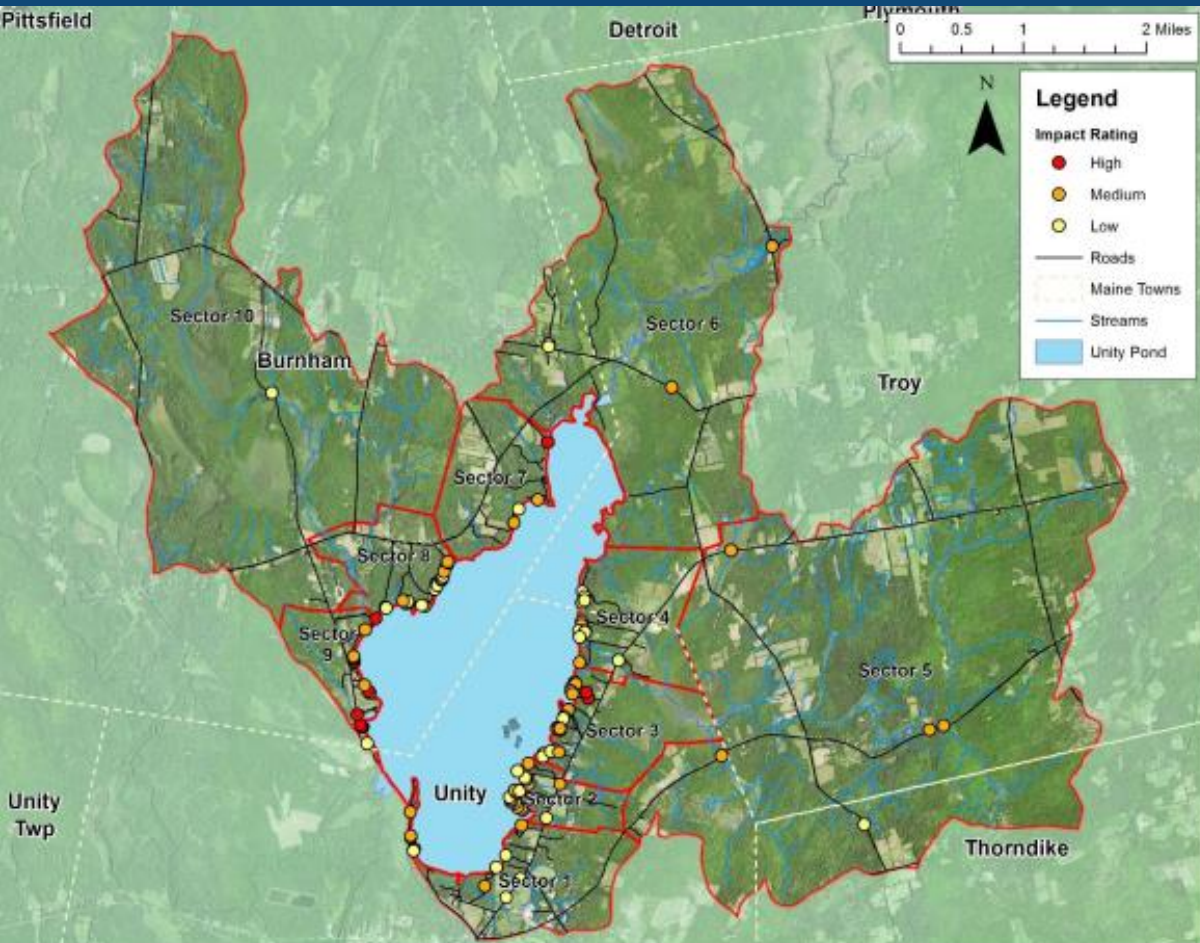 Pittsfield
Detroit
Plymouth
0 0.5 1 2 Miles
N
Legend
Impact Rating
High
Medium
Low
Roads
Maine Towns
Streams
Unity Pond
Sector 10
Burnham
Sector 6
Troy
Sector 7
Sector 8
Sector 4
Sector
9
Sector 5
Sector 3
Unity
Sector 2
Unity
Twp
Thorndike
Sector 1